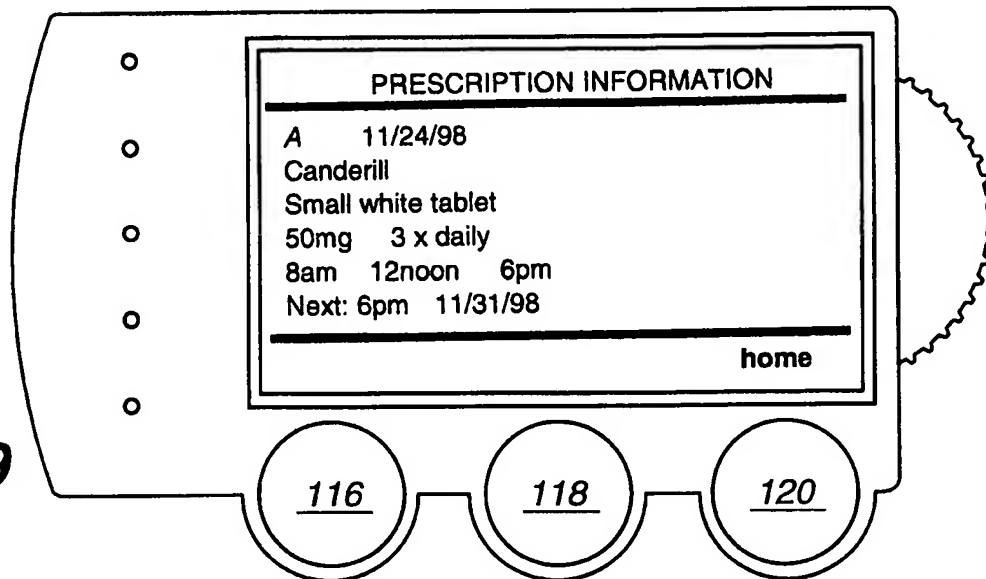 PRESCRIPTION INFORMATION
A 11/24/98
Canderill
Small white tablet
50mg 3 x daily
8am 12noon 6pm
Next: 6pm 11/31/98
home
116 118 120